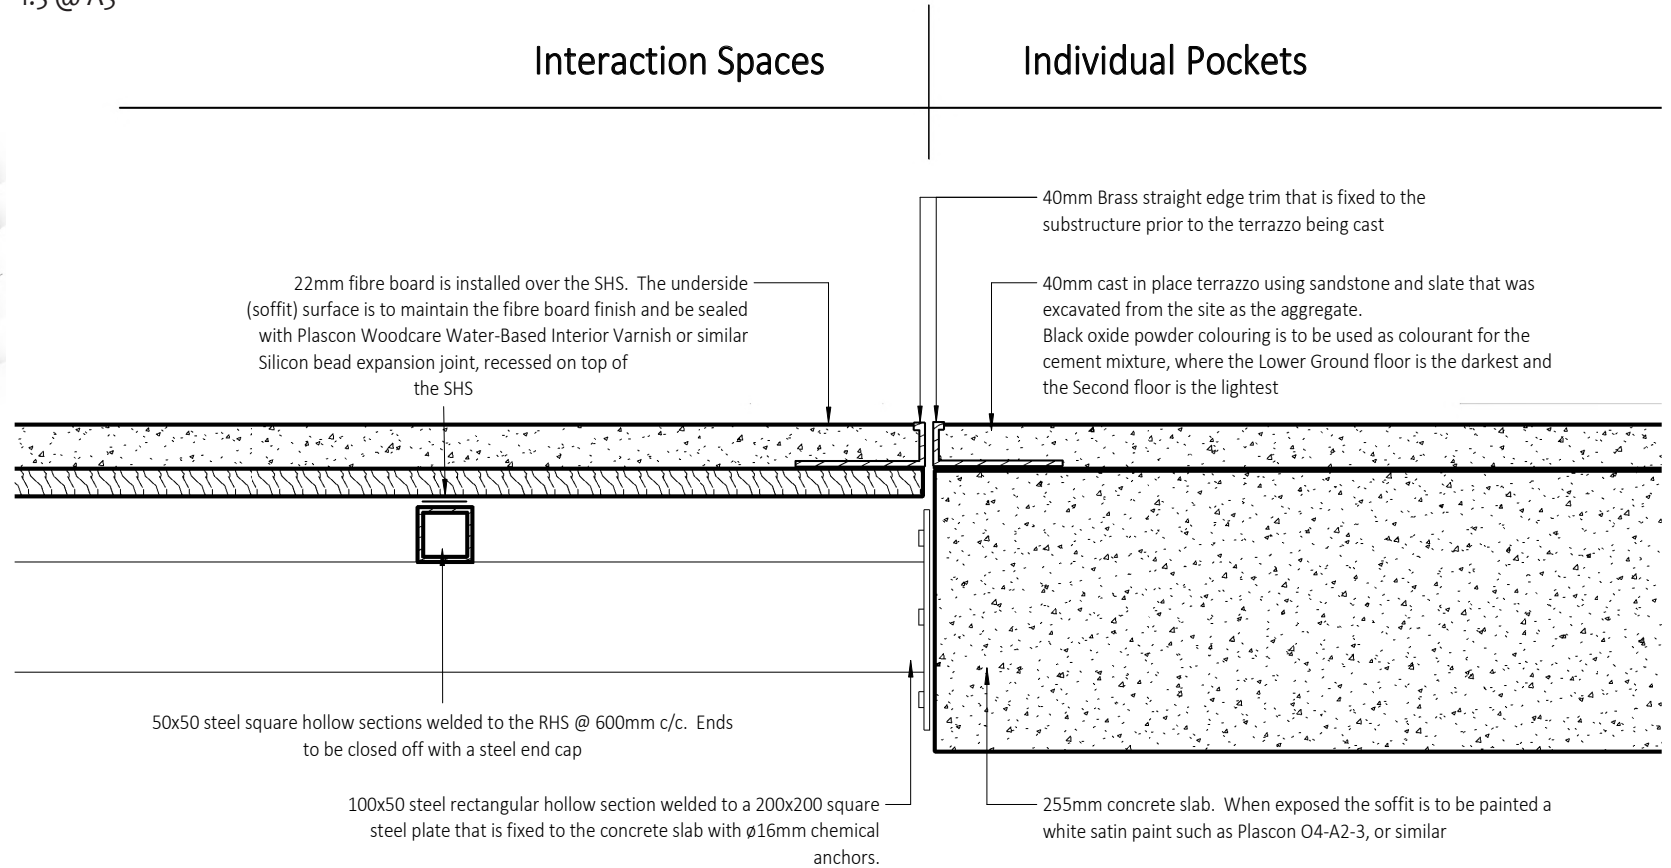 1:5 @ A3
Interaction Spaces
Individual Pockets
40mm Brass straight edge trim that is fixed to the
substructure prior to the terrazzo being cast
22mm fibre board is installed over the SHS. The underside
(soffit) surface is to maintain the fibre board finish and be sealed
with Plascon Woodcare Water-Based Interior Varnish or similar
Silicon bead expansion joint, recessed on top of
the SHS
40mm cast in place terrazzo using sandstone and slate that was
excavated from the site as the aggregate.
Black oxide powder colouring is to be used as colourant for the
cement mixture, where the Lower Ground floor is the darkest and
the Second floor is the lightest
50x50 steel square hollow sections welded to the RHS @ 600mm c/c. Ends
to be closed off with a steel end cap
100x50 steel rectangular hollow section welded to a 200x200 square
steel plate that is fixed to the concrete slab with ø16mm chemical
anchors.
255mm concrete slab. When exposed the soffit is to be painted a
white satin paint such as Plascon O4-A2-3, or similar